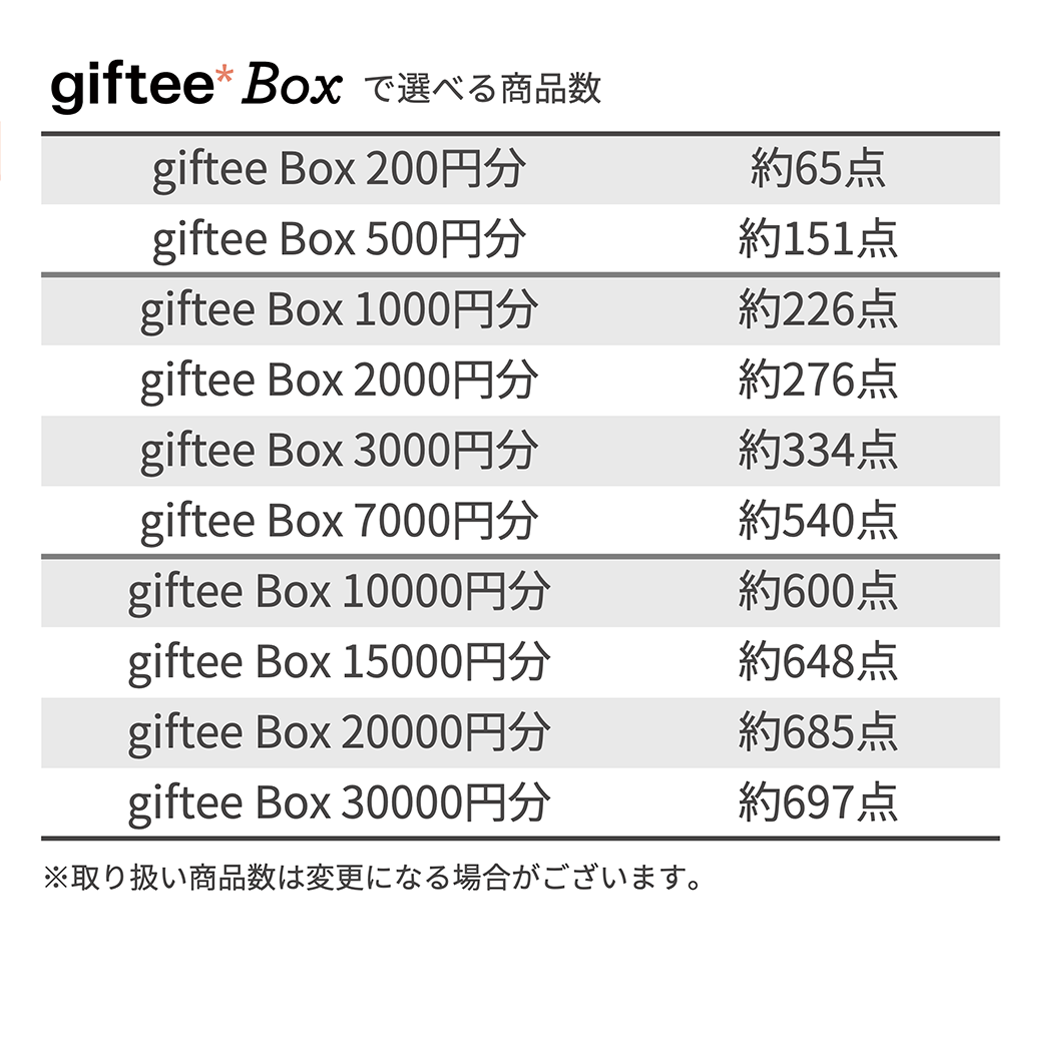 giftee* Box で選べる商品数
giftee Box 200円分 約65点
giftee Box 500円分 約151点
giftee Box 1000円分 約226点
giftee Box 2000円分 約276点
giftee Box 3000円分 約334点
giftee Box 7000円分 約540点
giftee Box 10000円分 約600点
giftee Box 15000円分 約648点
giftee Box 20000円分 約685点
giftee Box 30000円分 約697点
※取り扱い商品数は変更になる場合がございます。